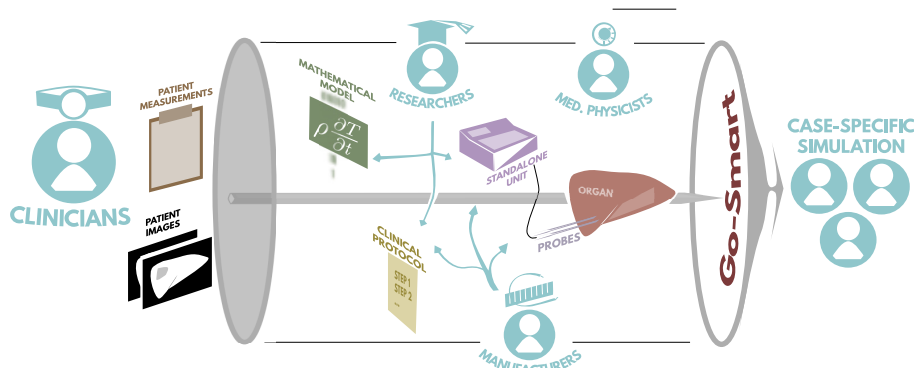 CLINICIANS
PATIENT
MEASUREMENTS
PATIENT
IMAGES
MATHEMATICAL
MODEL
ρ ∂T
∂t
RESEARCHERS
MED. PHYSICISTS
STANDALONE
UNIT
ORGAN
PROBES
CLINICAL
PROTOCOL
STEP 1
STEP 2
...
MANUFACTURERS
Go-Smart
CASE-SPECIFIC
SIMULATION